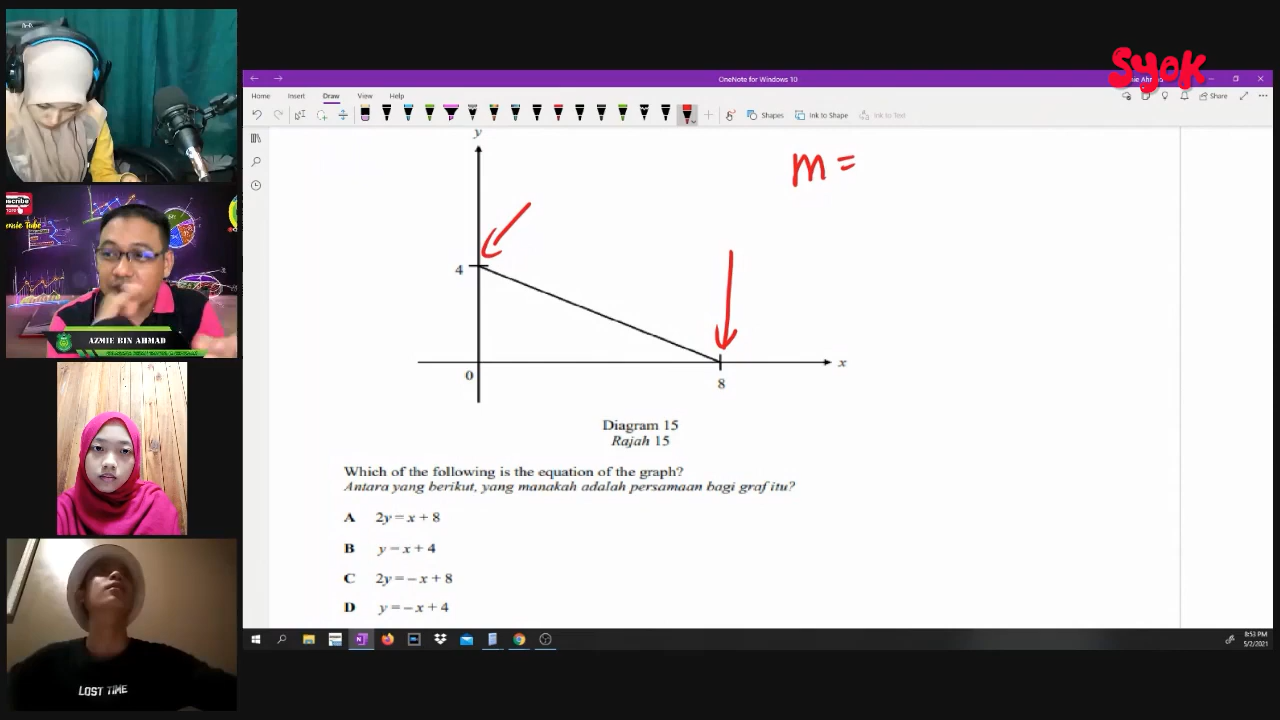 syok
OneNote for Windows 10
Home Insert Draw View Help
Share
Shapes Ink to Shape Ink to Text
y
m =
4
0
8
x
Diagram 15
Rajah 15
Which of the following is the equation of the graph?
Antara yang berikut, yang manakah adalah persamaan bagi graf itu?
A 2y = x + 8
B y = x + 4
C 2y = – x + 8
D y = – x + 4
AZMIE BIN AHMAD
LOST TIME
8:53 PM
5/2/2021